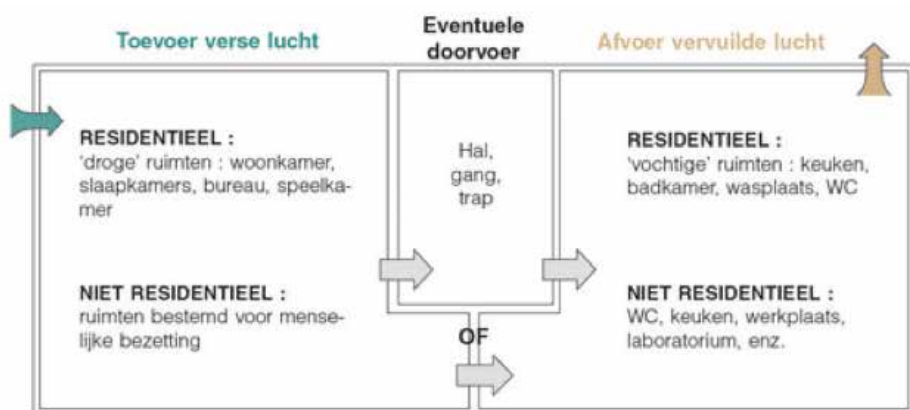 Toevoer verse lucht
Eventuele
doorvoer
Afvoer vervuilde lucht
RESIDENTIEEL :
'droge' ruimten : woonkamer,
slaapkamers, bureau, speelka-
mer
NIET RESIDENTIEEL :
ruimten bestemd voor mense-
lijke bezetting
Hal,
gang,
trap
OF
RESIDENTIEEL :
'vochtige' ruimten : keuken,
badkamer, wasplaats, WC
NIET RESIDENTIEEL :
WC, keuken, werkplaats,
laboratorium, enz.